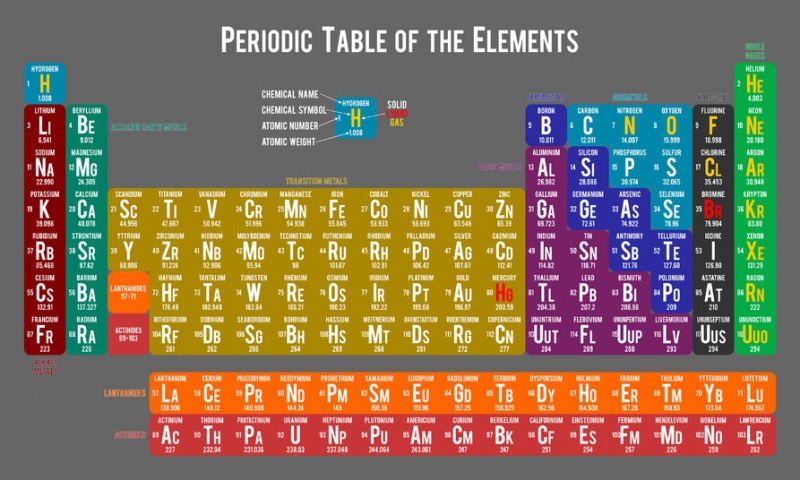 PERIODIC TABLE OF THE ELEMENTS
NOBLE GASES
HYDROGEN HELIUM
1 H 2 He
1.008 4.003
CHEMICAL NAME
CHEMICAL SYMBOL
ATOMIC NUMBER
ATOMIC WEIGHT
HYDROGEN
1 H
1.008
SOLID
LIQUID
GAS
ALKALINE EARTH METALS
NONMETALS
HALOGENS
LITHIUM BERYLLIUM BORON CARBON NITROGEN OXYGEN FLUORINE NEON
3 Li 4 Be 5 B 6 C 7 N 8 O 9 F 10 Ne
6.941 9.012 10.811 12.011 14.007 15.999 18.998 20.180
SODIUM MAGNESIUM ALUMINUM SILICON PHOSPHORUS SULFUR CHLORINE ARGON
11 Na 12 Mg 13 Al 14 Si 15 P 16 S 17 Cl 18 Ar
22.990 24.305 26.982 28.086 30.974 32.065 35.453 39.948
TRANSITION METALS
POTASSIUM CALCIUM SCANDIUM TITANIUM VANADIUM CHROMIUM MANGANESE IRON COBALT NICKEL COPPER ZINC GALLIUM GERMANIUM ARSENIC SELENIUM BROMINE KRYPTON
19 K 20 Ca 21 Sc 22 Ti 23 V 24 Cr 25 Mn 26 Fe 27 Co 28 Ni 29 Cu 30 Zn 31 Ga 32 Ge 33 As 34 Se 35 Br 36 Kr
39.098 40.078 44.956 47.867 50.942 51.996 54.938 55.845 58.933 58.693 63.546 65.39 69.723 72.61 74.922 78.96 79.904 83.80
RUBIDIUM STRONTIUM YTTRIUM ZIRCONIUM NIOBIUM MOLYBDENUM TECHNETIUM RUTHENIUM RHODIUM PALLADIUM SILVER CADMIUM INDIUM TIN ANTIMONY TELLURIUM IODINE XENON
37 Rb 38 Sr 39 Y 40 Zr 41 Nb 42 Mo 43 Tc 44 Ru 45 Rh 46 Pd 47 Ag 48 Cd 49 In 50 Sn 51 Sb 52 Te 53 I 54 Xe
85.468 87.62 88.906 91.224 92.906 95.94 98 101.07 102.91 106.42 107.87 112.41 114.82 118.71 121.76 127.60 126.90 131.29
CESIUM BARIUM LANTHANIDES HAFNIUM TANTALUM TUNGSTEN RHENIUM OSMIUM IRIDIUM PLATINUM GOLD MERCURY THALLIUM LEAD BISMUTH POLONIUM ASTATINE RADON
55 Cs 56 Ba 57-71 72 Hf 73 Ta 74 W 75 Re 76 Os 77 Ir 78 Pt 79 Au 80 Hg 81 Tl 82 Pb 83 Bi 84 Po 85 At 86 Rn
132.91 137.327 178.49 180.948 183.84 186.21 190.23 192.22 195.08 196.97 200.59 204.38 207.2 208.98 209 210 222
FRANCIUM RADIUM ACTINIDES RUTHERFORD DUBNIUM SEABORGIUM BOHRIUM HASSIUM MEITNERIUM DARMSTADTIUM ROENTGENIUM COPERNICIUM UNUNTRIUM FLEROVIUM UNUNPENTIUM LIVERMORIUM UNUNSEPTIUM UNUNOCTIUM
87 Fr 88 Ra 89-103 104 Rf 105 Db 106 Sg 107 Bh 108 Hs 109 Mt 110 Ds 111 Rg 112 Cn Uut Fl Uup Lv Uus Uuo
223 226 284 289 288 293 294 294
ALKALI METALS
LANTHANUM CERIUM PRASEODYMIUM NEODYMIUM PROMETHIUM SAMARIUM EUROPIUM GADOLINIUM TERBIUM DYSPROSIUM HOLMIUM ERBIUM THULIUM YTTERBIUM LUTETIUM
LANTHANIDES 57 La 58 Ce 59 Pr 60 Nd 61 Pm 62 Sm 63 Eu 64 Gd 65 Tb 66 Dy 67 Ho 68 Er 69 Tm 70 Yb 71 Lu
138.906 140.12 140.908 144.24 145 150.36 151.96 157.25 158.925 162.50 164.930 167.26 168.93 173.04 174.967
ACTINIUM THORIUM PROTACTINIUM URANIUM NEPTUNIUM PLUTONIUM AMERICIUM CURIUM BERKELIUM CALIFORNIUM EINSTEINIUM FERMIUM MENDELEVIUM NOBELIUM LAWRENCIUM
ACTINIDES 89 Ac 90 Th 91 Pa 92 U 93 Np 94 Pu 95 Am 96 Cm 97 Bk 98 Cf 99 Es 100 Fm 101 Md 102 No 103 Lr
227 232.04 231.036 238.03 237.048 244.064 243.061 247 247 251 254 257 258 259 262